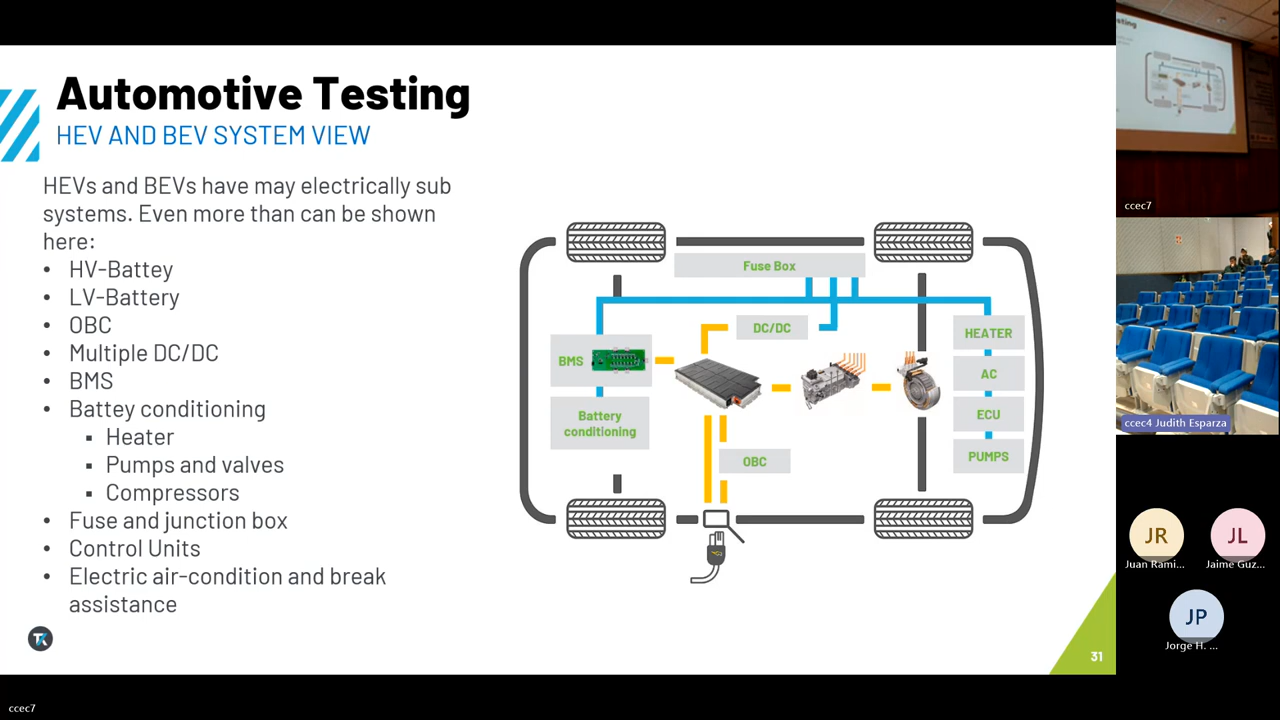 Automotive Testing
HEV AND BEV SYSTEM VIEW
HEVs and BEVs have may electrically sub
systems. Even more than can be shown
here:
• HV-Battey
• LV-Battery
• OBC
• Multiple DC/DC
• BMS
• Battey conditioning
▪ Heater
▪ Pumps and valves
▪ Compressors
• Fuse and junction box
• Control Units
• Electric air-condition and break
assistance
Fuse Box
DC/DC
BMS
Battery
conditioning
OBC
HEATER
AC
ECU
PUMPS
TK
31
ccec7
sting
ccec7
ccec4 Judith Esparza
JR
Juan Rami...
JL
Jaime Guz...
JP
Jorge H. ...